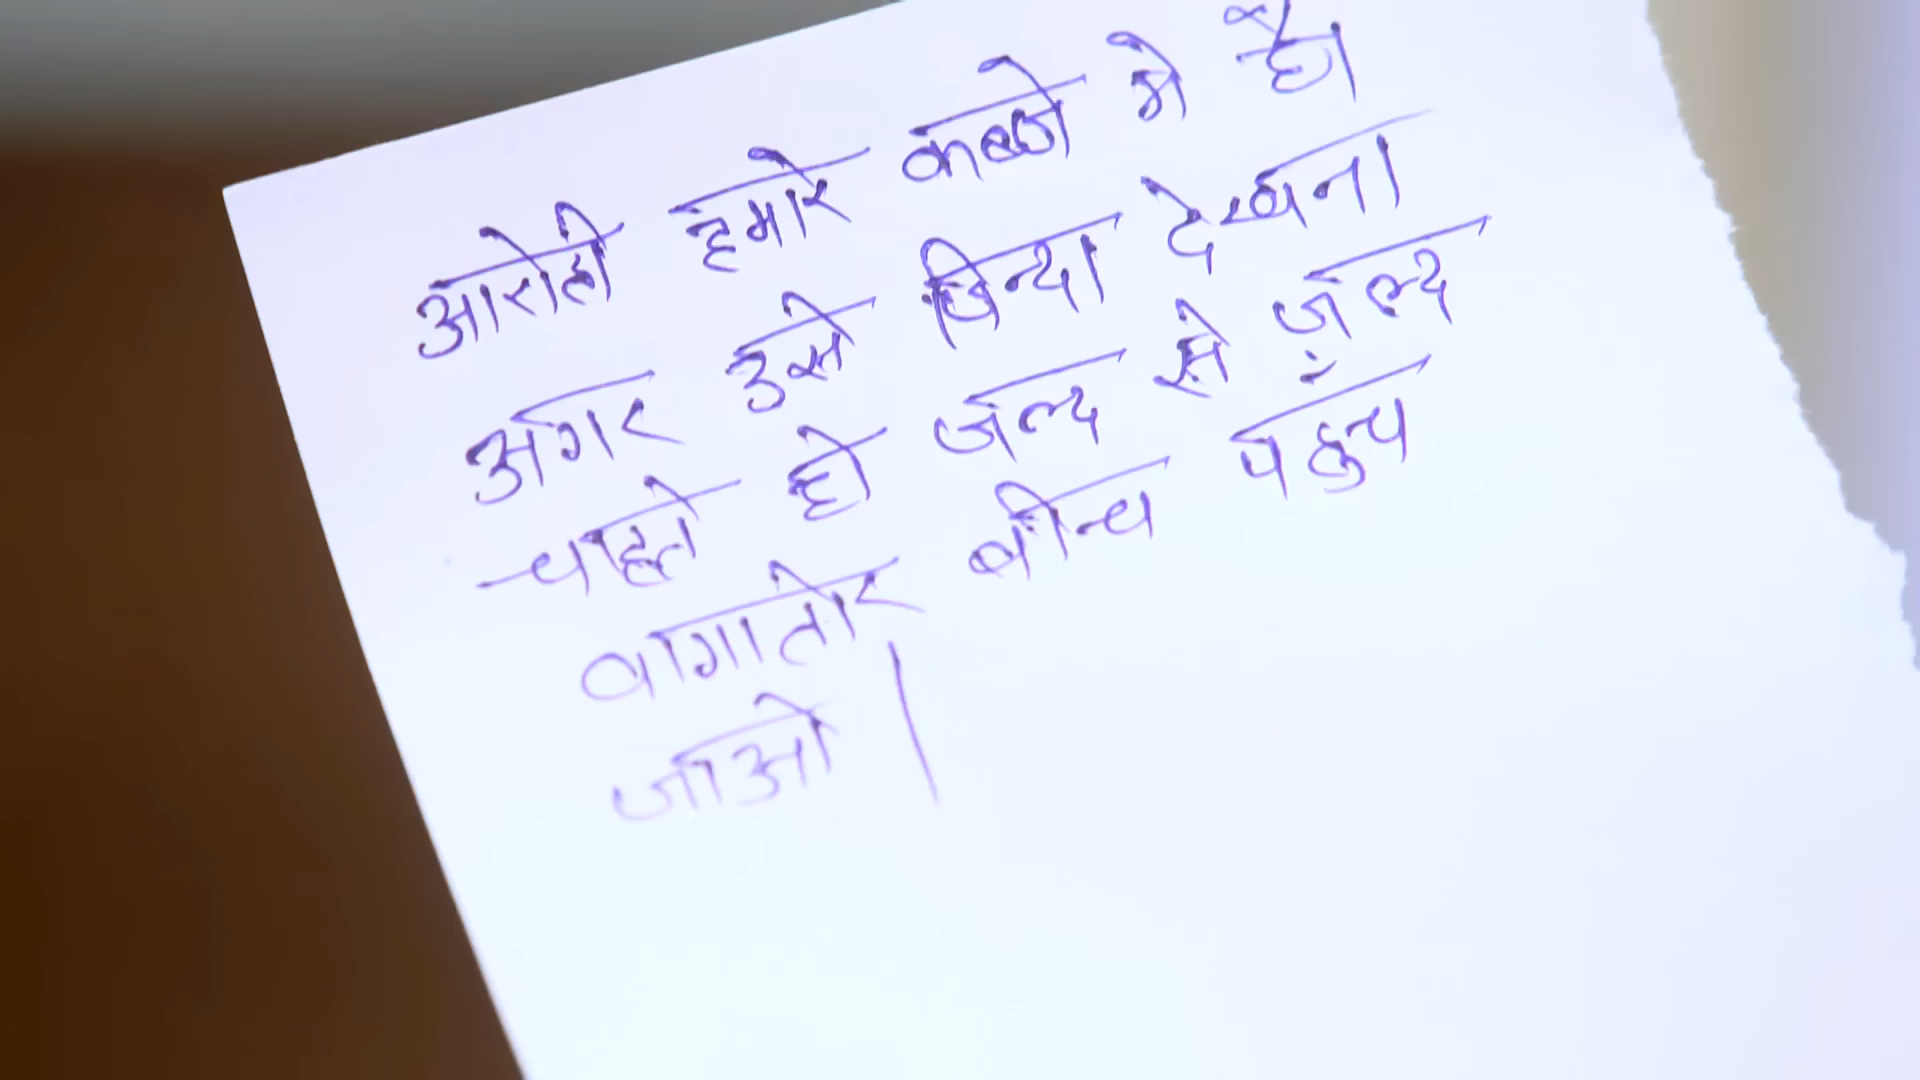 आरोही हमारे कब्जे मे है।
अगर उसे जिन्दा देखना
चाहते हो जल्द से जल्द
वागातोर बीच पहुच
जाओ |